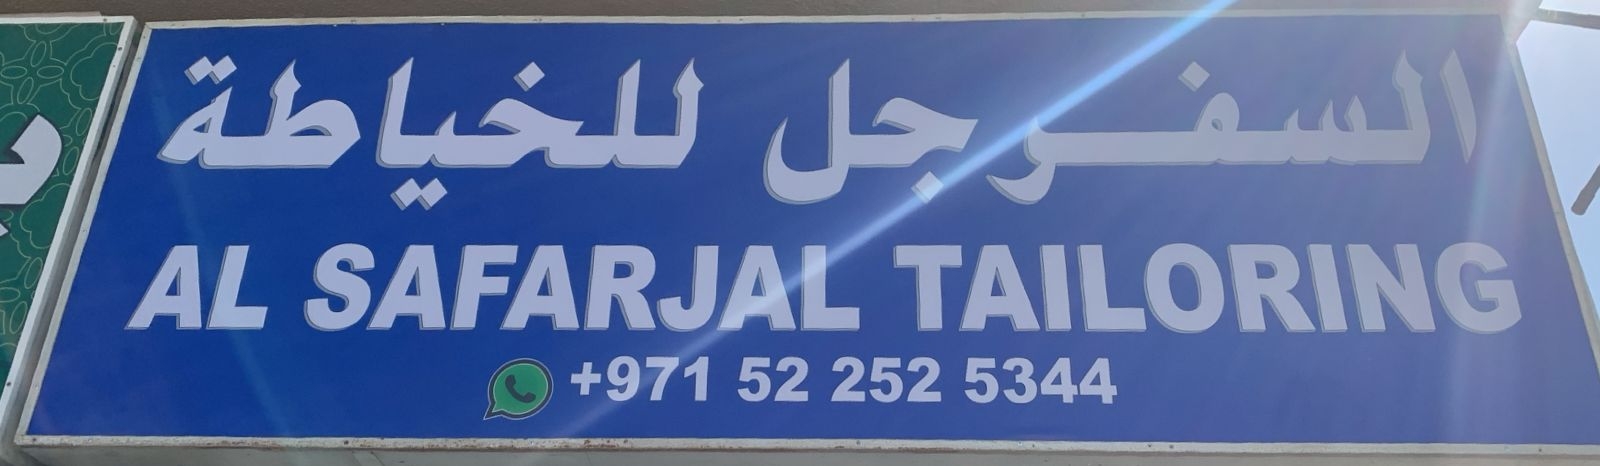 السفرجل للخياطة
AL SAFARJAL TAILORING
+971 52 252 5344